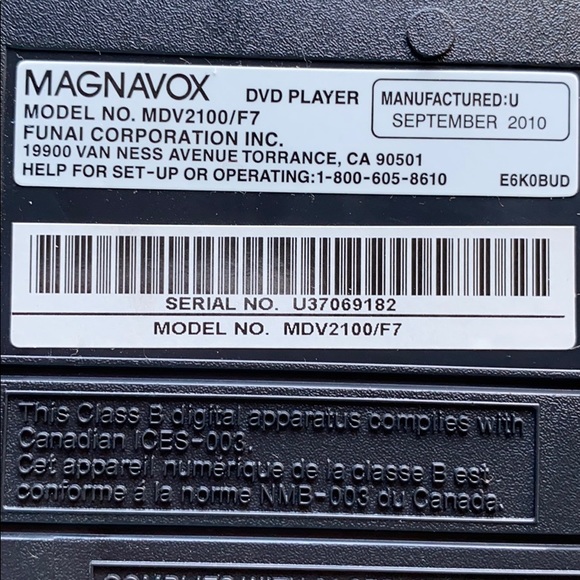 MAGNAVOX DVD PLAYER
MANUFACTURED:U
SEPTEMBER 2010
MODEL NO. MDV2100/F7
FUNAI CORPORATION INC.
19900 VAN NESS AVENUE TORRANCE, CA 90501
HELP FOR SET-UP OR OPERATING:1-800-605-8610 E6K0BUD
SERIAL NO. U37069182
MODEL NO. MDV2100/F7
This Class B digital apparatus complies with
Canadian ICES-003.
Cet appareil numérique de la classe B est
conforme á la norme NMB-003 du Canada.
COMPLIES WITH